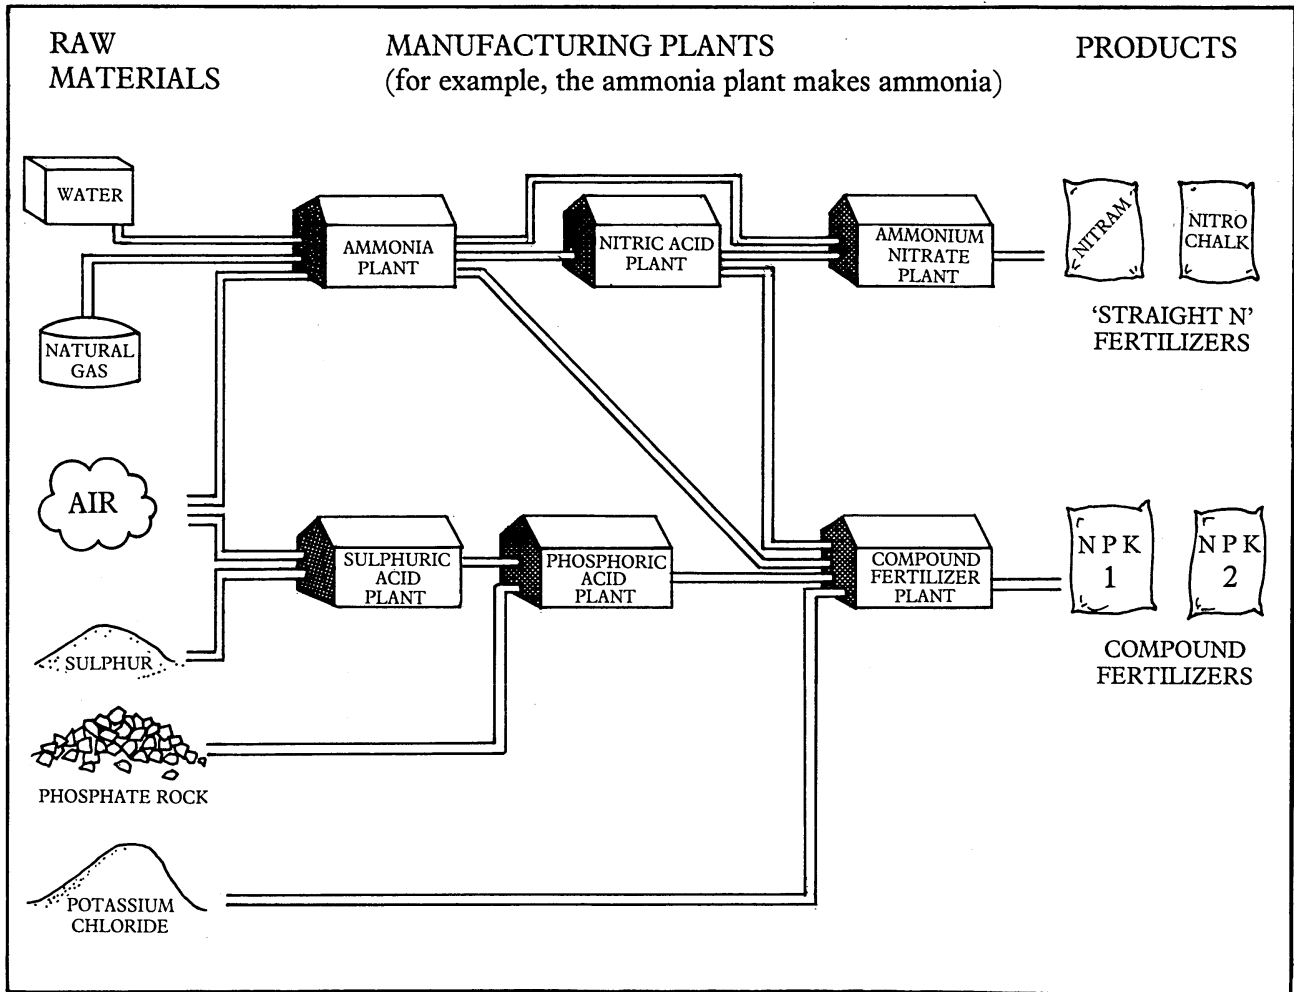 RAW
MATERIALS
MANUFACTURING PLANTS
(for example, the ammonia plant makes ammonia)
PRODUCTS
WATER
AMMONIA
PLANT
NITRIC ACID
PLANT
AMMONIUM
NITRATE
PLANT
NITRAM
NITRO
CHALK
'STRAIGHT N'
FERTILIZERS
NATURAL
GAS
AIR
SULPHURIC
ACID
PLANT
PHOSPHORIC
ACID
PLANT
COMPOUND
FERTILIZER
PLANT
N P K
1
N P K
2
COMPOUND
FERTILIZERS
SULPHUR
PHOSPHATE ROCK
POTASSIUM
CHLORIDE